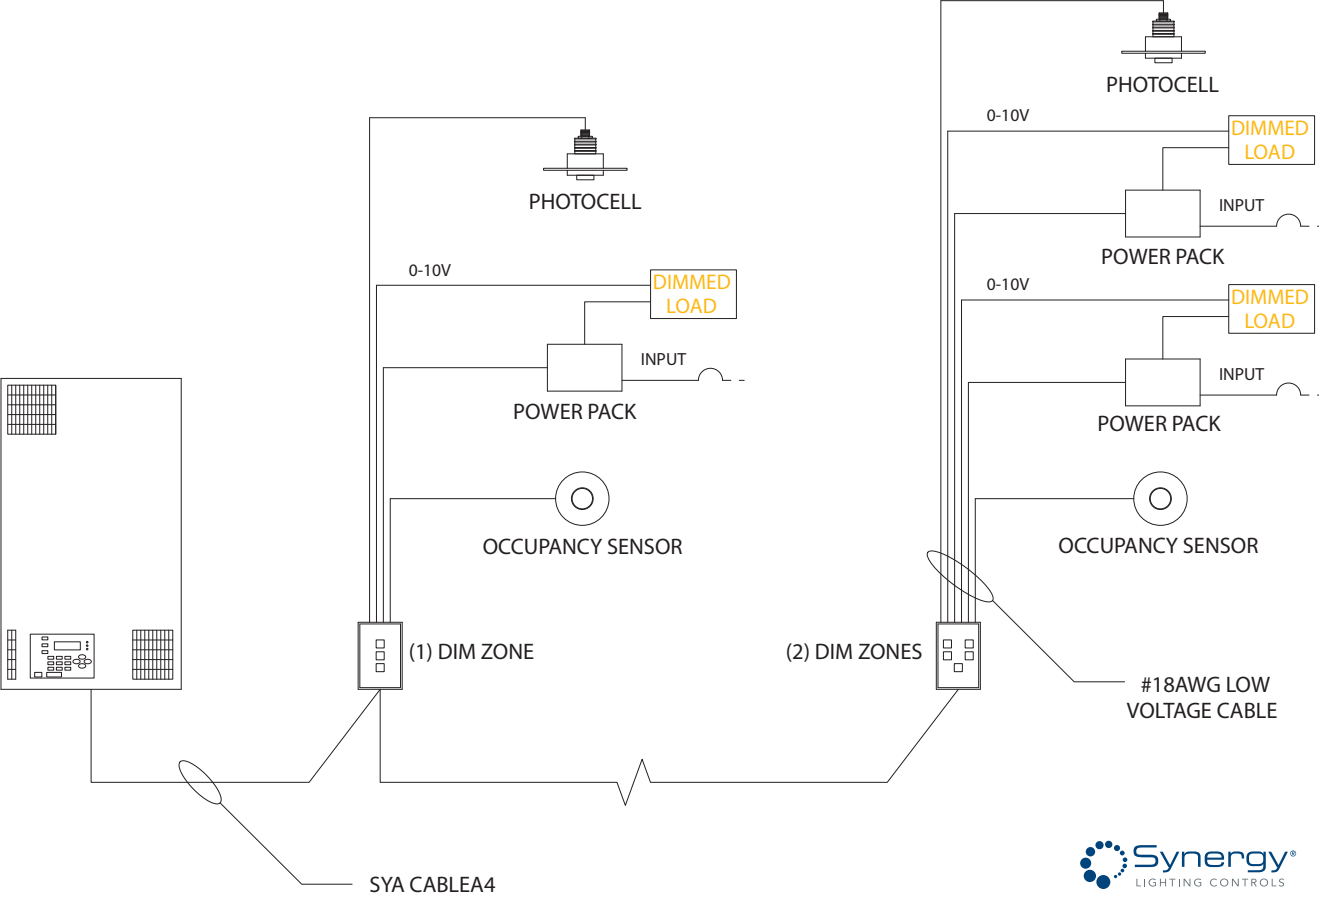 PHOTOCELL
0-10V
DIMMED
LOAD
INPUT
POWER PACK
OCCUPANCY SENSOR
(1) DIM ZONE
PHOTOCELL
0-10V
DIMMED
LOAD
INPUT
POWER PACK
0-10V
DIMMED
LOAD
INPUT
POWER PACK
OCCUPANCY SENSOR
(2) DIM ZONES
#18AWG LOW
VOLTAGE CABLE
SYA CABLEA4
Synergy®
LIGHTING CONTROLS